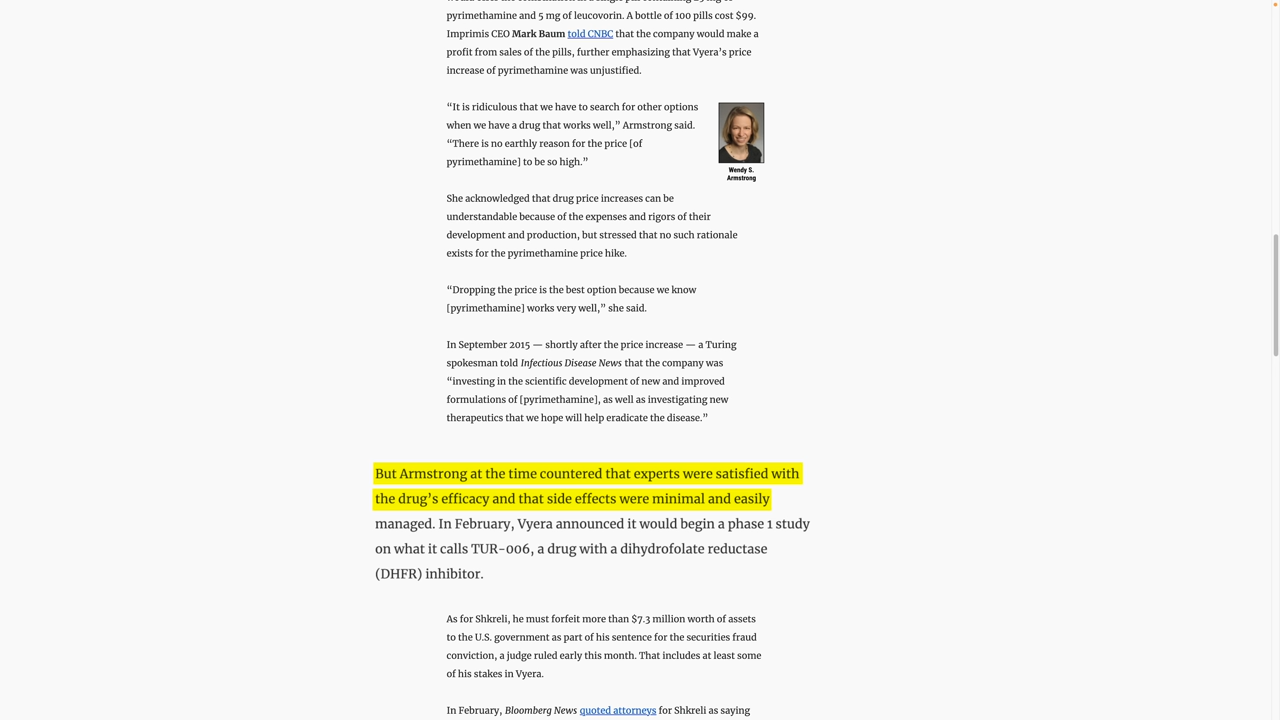 pyrimethamine and 5 mg of leucovorin. A bottle of 100 pills cost $99.
Imprimis CEO Mark Baum told CNBC that the company would make a
profit from sales of the pills, further emphasizing that Vyera’s price
increase of pyrimethamine was unjustified.
“It is ridiculous that we have to search for other options
when we have a drug that works well,” Armstrong said.
“There is no earthly reason for the price [of
pyrimethamine] to be so high.”
Wendy S.
Armstrong
She acknowledged that drug price increases can be
understandable because of the expenses and rigors of their
development and production, but stressed that no such rationale
exists for the pyrimethamine price hike.
“Dropping the price is the best option because we know
[pyrimethamine] works very well,” she said.
In September 2015 — shortly after the price increase — a Turing
spokesman told Infectious Disease News that the company was
“investing in the scientific development of new and improved
formulations of [pyrimethamine], as well as investigating new
therapeutics that we hope will help eradicate the disease.”
But Armstrong at the time countered that experts were satisfied with
the drug’s efficacy and that side effects were minimal and easily
managed. In February, Vyera announced it would begin a phase 1 study
on what it calls TUR-006, a drug with a dihydrofolate reductase
(DHFR) inhibitor.
As for Shkreli, he must forfeit more than $7.3 million worth of assets
to the U.S. government as part of his sentence for the securities fraud
conviction, a judge ruled early this month. That includes at least some
of his stakes in Vyera.
In February, Bloomberg News quoted attorneys for Shkreli as saying